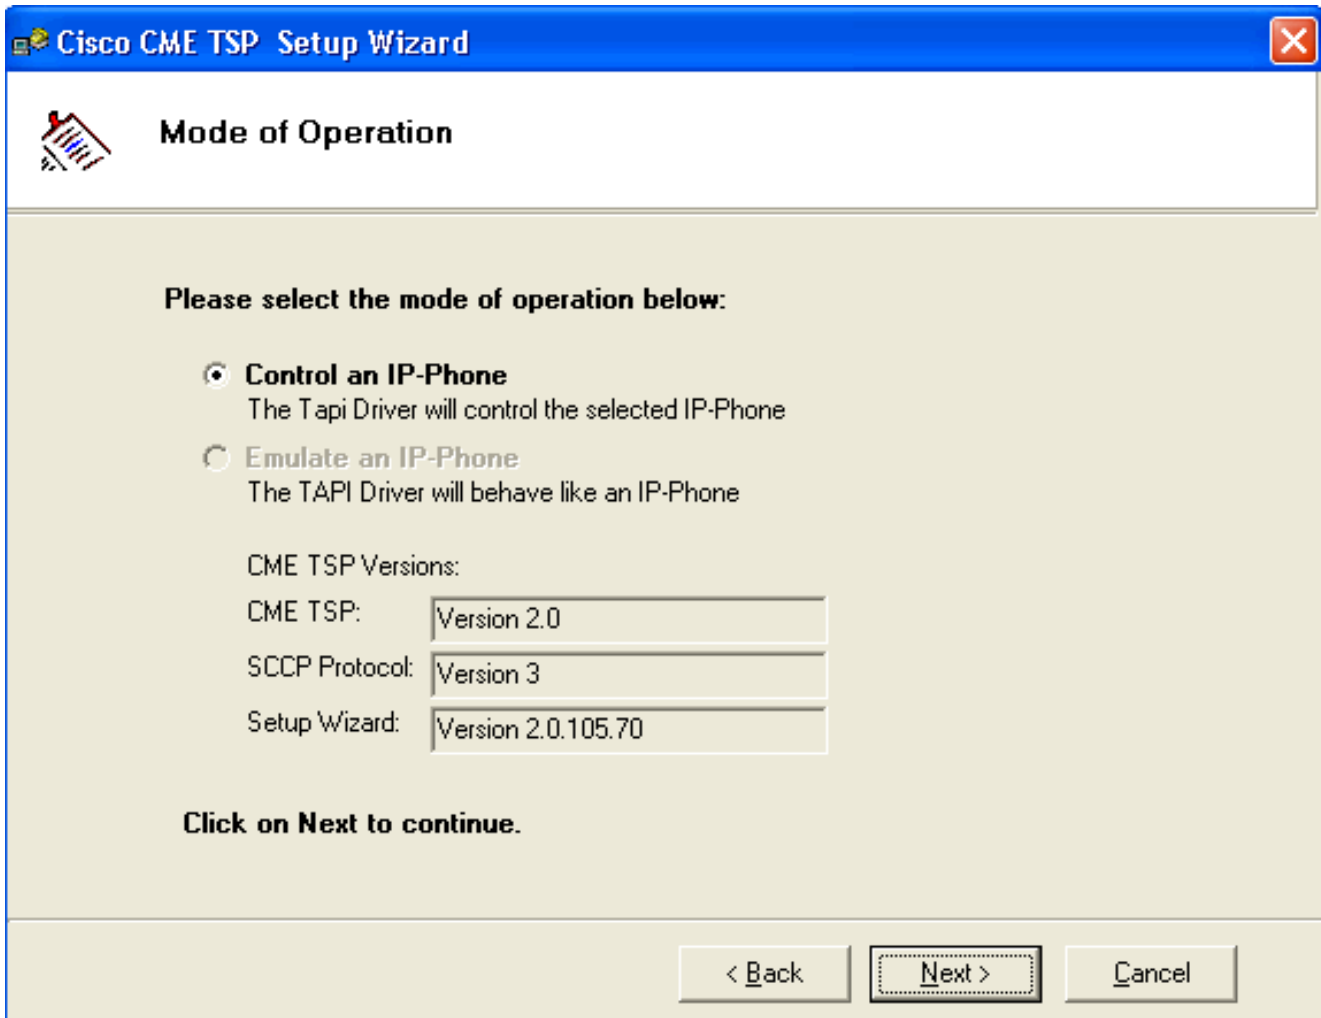 Cisco CME TSP Setup Wizard
Mode of Operation
Please select the mode of operation below:
Control an IP-Phone
The Tapi Driver will control the selected IP-Phone
Emulate an IP-Phone
The TAPI Driver will behave like an IP-Phone
CME TSP Versions:
CME TSP: Version 2.0
SCCP Protocol: Version 3
Setup Wizard: Version 2.0.105.70
Click on Next to continue.
< Back Next > Cancel